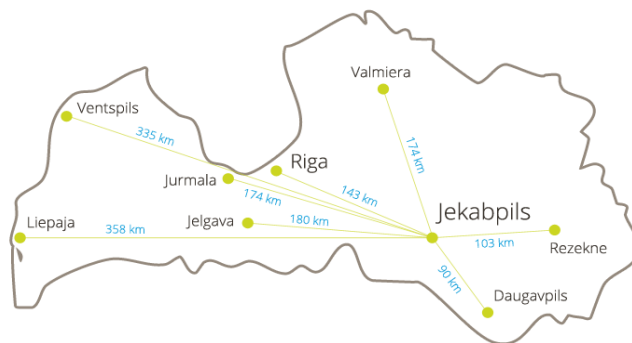 Valmiera
Ventspils
335 km
174 km
Riga
Jurmala
174 km
143 km
Jekabpils
Liepaja
Jelgava
180 km
358 km
103 km
Rezekne
90 km
Daugavpils